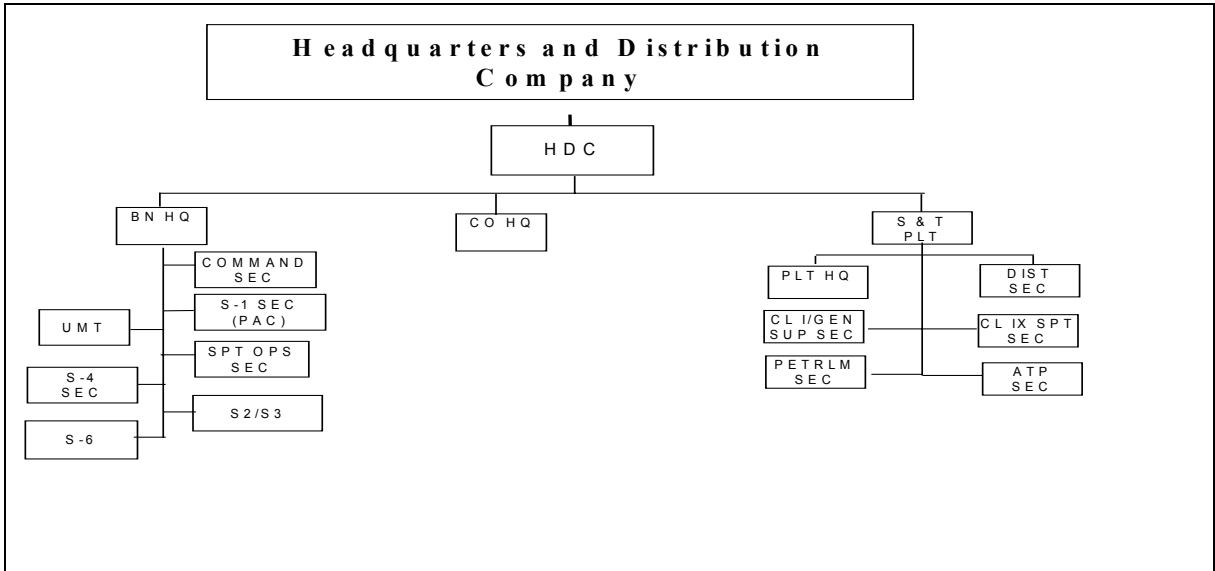 Headquarters and Distribution
Company
HDC
BN HQ
CO HQ
S & T
PLT
COMMAND
SEC
S-1 SEC
(PAC)
UMT
SPT OPS
SEC
S-4
SEC
S2/S3
S-6
PLT HQ
DIST
SEC
CL I/GEN
SUP SEC
CL IX SPT
SEC
PETRLM
SEC
ATP
SEC